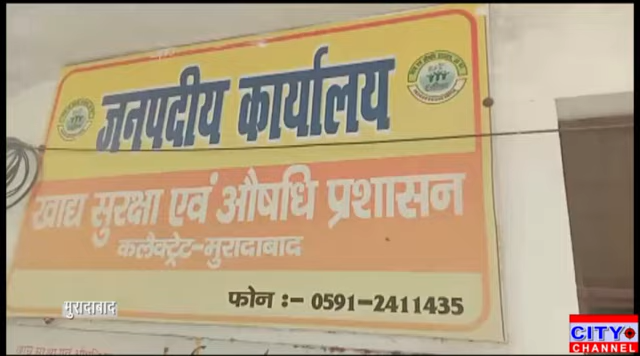 जनपदीय कार्यालय
खाद्य सुरक्षा एवं औषधि प्रशासन
कलैक्ट्रेट-मुरादाबाद
फोन :- 0591-2411435
मुरादाबाद
CITY
CHANNEL